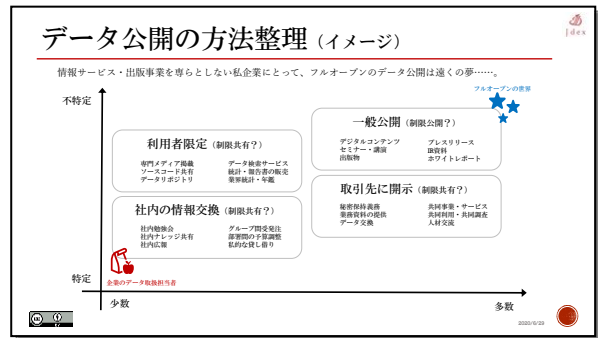 データ公開の方法整理（イメージ）
jdex
情報サービス・出版事業を専らとしない私企業にとって、フルオープンのデータ公開は遠くの夢……。
フルオープンの世界
不特定
一般公開（制限公開？）
デジタルコンテンツ
セミナー・講演
出版物
プレスリリース
IR資料
ホワイトレポート
利用者限定（制限共有？）
専門メディア掲載
ソースコード共有
データリポジトリ
データ検索サービス
統計・報告書の販売
業界統計・年鑑
取引先に開示（制限共有？）
秘密保持義務
業務資料の提供
データ交換
共同事業・サービス
共同利用・共同調査
人材交流
社内の情報交換（制限共有？）
社内勉強会
社内ナレッジ共有
社内広報
グループ間受発注
部署間の予算調整
私的な貸し借り
特定
企業のデータ取扱担当者
少数
多数
2020/5/29